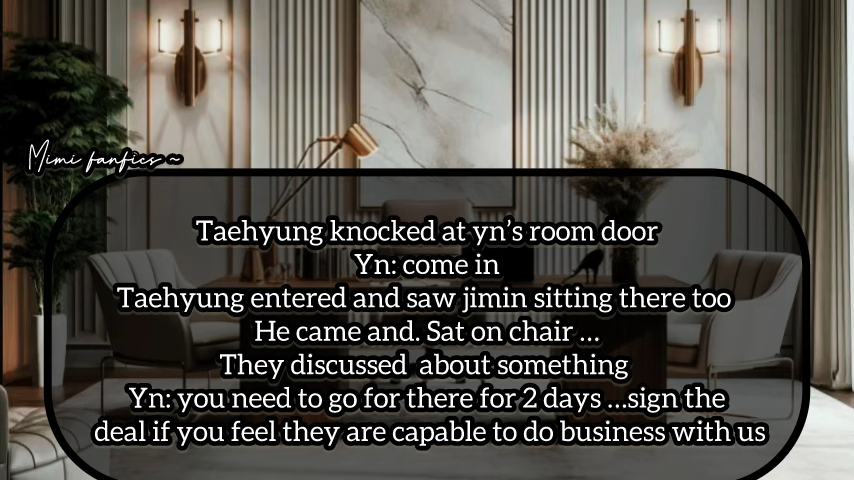 Mimi fanfics ~
Taehyung knocked at yn’s room door
Yn: come in
Taehyung entered and saw jimin sitting there too
He came and. Sat on chair ...
They discussed  about something
Yn: you need to go for there for 2 days ...sign the
deal if you feel they are capable to do business with us